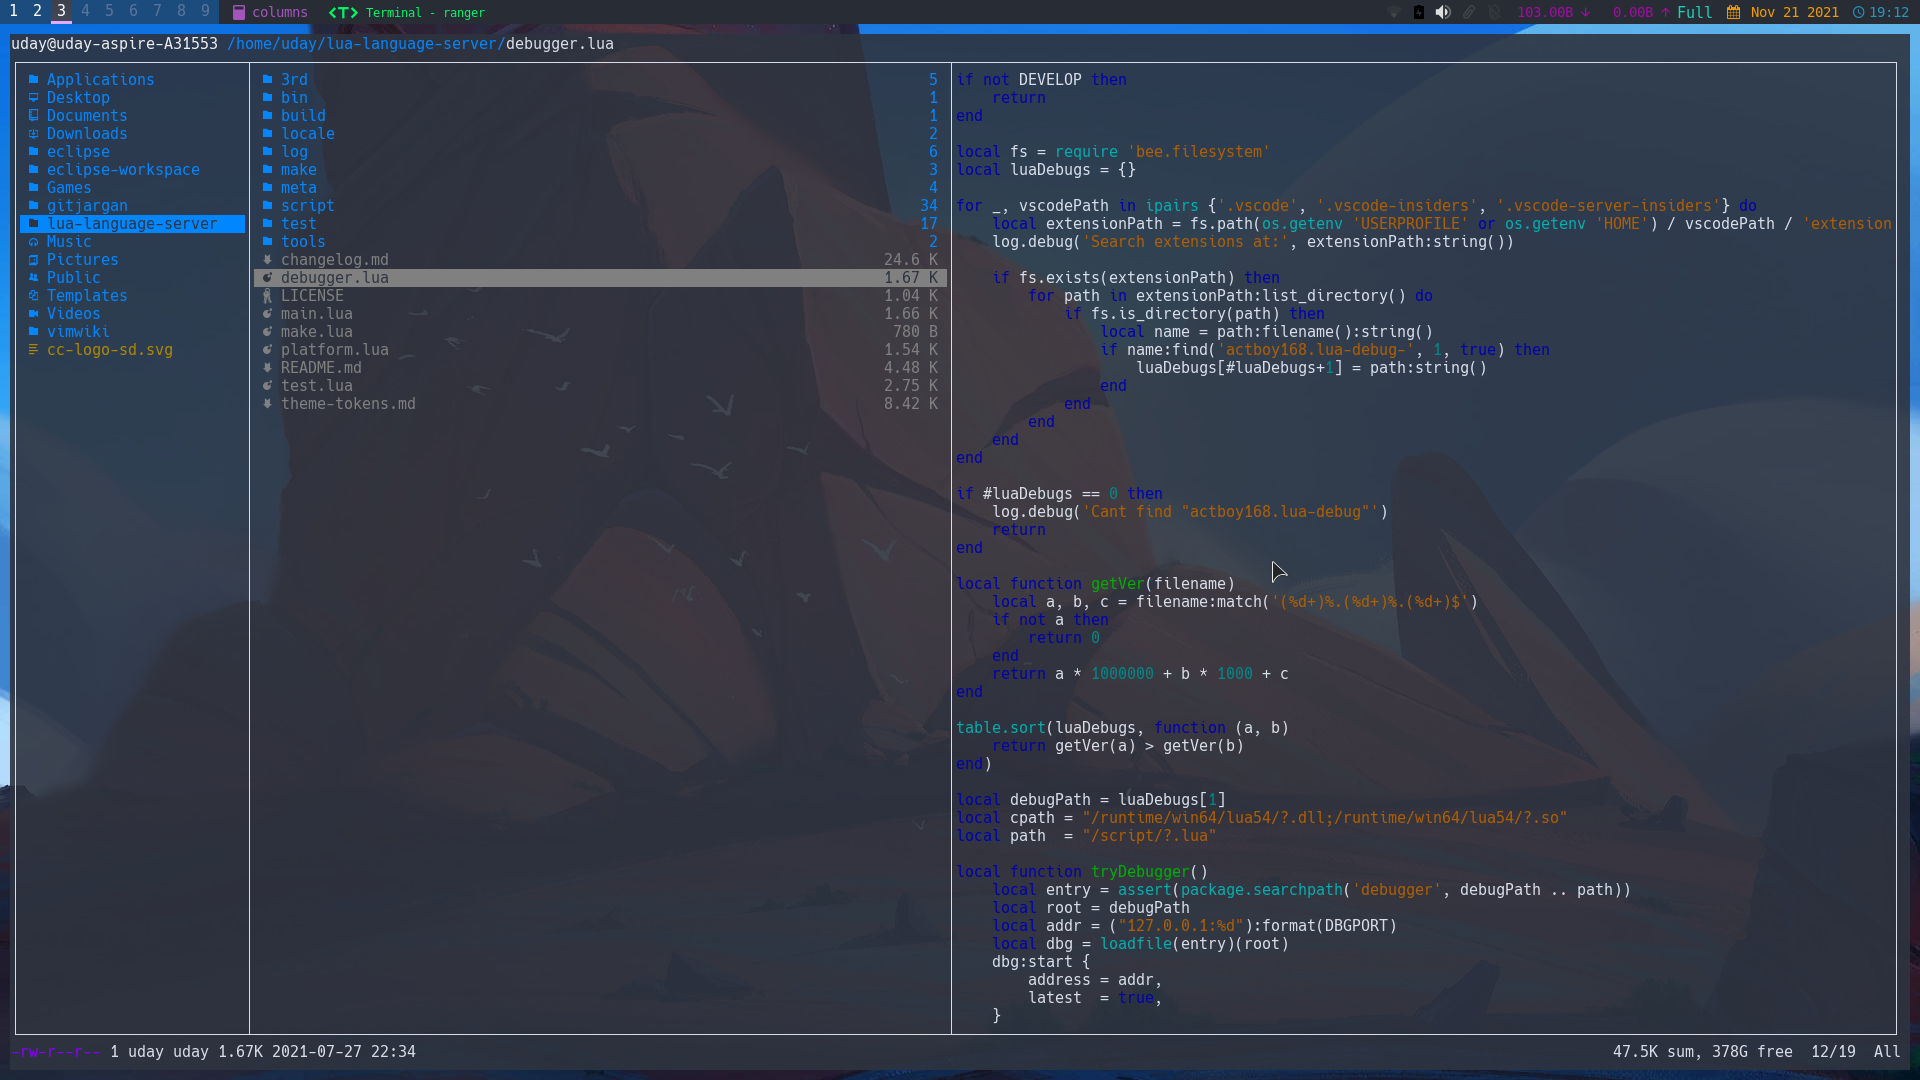 1 2 3 4 5 6 7 8 9 columns <T> Terminal - ranger 103.00B ↓ 0.00B ↑ Full Nov 21 2021 19:12
uday@uday-aspire-A31553 /home/uday/lua-language-server/debugger.lua
Applications
Desktop
Documents
Downloads
eclipse
eclipse-workspace
Games
gitjargan
lua-language-server
Music
Pictures
Public
Templates
Videos
vimwiki
cc-logo-sd.svg
3rd 5
bin 1
build 1
locale 2
log 6
make 3
meta 4
script 34
test 17
tools 2
changelog.md 24.6 K
debugger.lua 1.67 K
LICENSE 1.04 K
main.lua 1.66 K
make.lua 780 B
platform.lua 1.54 K
README.md 4.48 K
test.lua 2.75 K
theme-tokens.md 8.42 K
if not DEVELOP then
    return
end
local fs = require 'bee.filesystem'
local luaDebugs = {}
for _, vscodePath in ipairs {'.vscode', '.vscode-insiders', '.vscode-server-insiders'} do
    local extensionPath = fs.path(os.getenv 'USERPROFILE' or os.getenv 'HOME') / vscodePath / 'extension
    log.debug('Search extensions at:', extensionPath:string())
    if fs.exists(extensionPath) then
        for path in extensionPath:list_directory() do
            if fs.is_directory(path) then
                local name = path:filename():string()
                if name:find('actboy168.lua-debug-', 1, true) then
                    luaDebugs[#luaDebugs+1] = path:string()
                end
            end
        end
    end
end
if #luaDebugs == 0 then
    log.debug('Cant find "actboy168.lua-debug"')
    return
end
local function getVer(filename)
    local a, b, c = filename:match('(%d+)%.(%d+)%.(%d+)$')
    if not a then
        return 0
    end
    return a * 1000000 + b * 1000 + c
end
table.sort(luaDebugs, function (a, b)
    return getVer(a) > getVer(b)
end)
local debugPath = luaDebugs[1]
local cpath = "/runtime/win64/lua54/?.dll;/runtime/win64/lua54/?.so"
local path  = "/script/?.lua"
local function tryDebugger()
    local entry = assert(package.searchpath('debugger', debugPath .. path))
    local root = debugPath
    local addr = ("127.0.0.1:%d"):format(DBGPORT)
    local dbg = loadfile(entry)(root)
    dbg:start {
        address = addr,
        latest  = true,
    }
-rw-r--r-- 1 uday uday 1.67K 2021-07-27 22:34 47.5K sum, 378G free 12/19 All